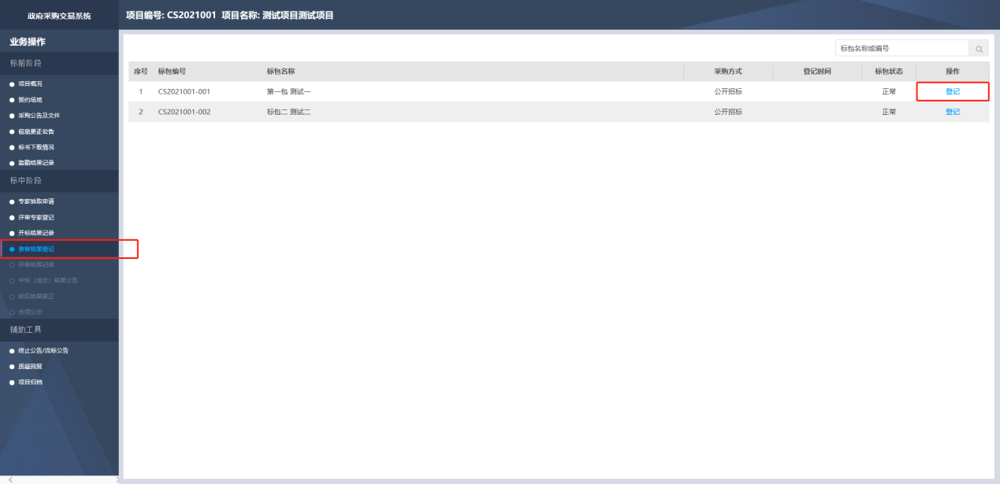 政府采购交易系统
项目编号: CS2021001 项目名称: 测试项目测试项目
业务操作
标前阶段
项目概况
预约场地
采购公告及文件
信息更正公告
标书下载情况
踏勘结果记录
标中阶段
专家抽取申请
评审专家登记
开标结果记录
资审结果登记
评审结果记录
中标（成交）结果公告
标后结果更正
合同公示
辅助工具
终止公告/流标公告
质疑回复
项目归档
标包名称或编号
序号 标包编号 标包名称 采购方式 登记时间 标包状态 操作
1 CS2021001-001 第一包 测试一 公开招标 正常 登记
2 CS2021001-002 标包二 测试二 公开招标 正常 登记